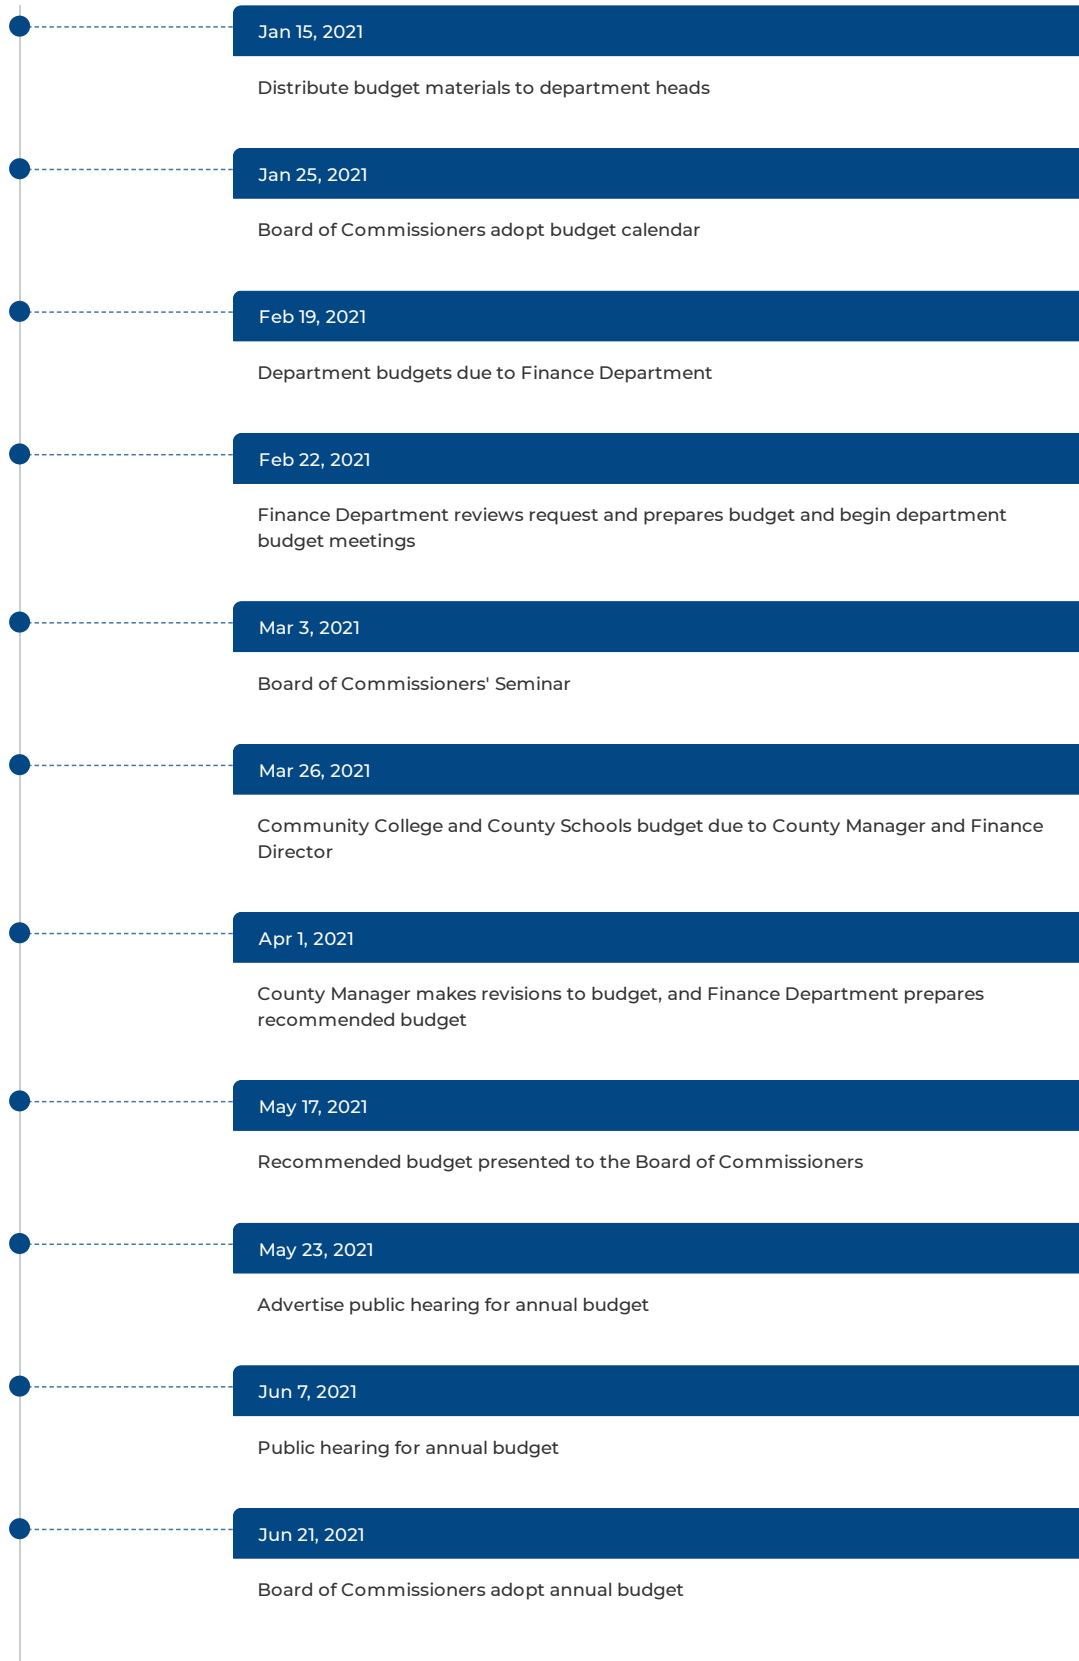 Jan 15, 2021
Distribute budget materials to department heads
Jan 25, 2021
Board of Commissioners adopt budget calendar
Feb 19, 2021
Department budgets due to Finance Department
Feb 22, 2021
Finance Department reviews request and prepares budget and begin department
budget meetings
Mar 3, 2021
Board of Commissioners' Seminar
Mar 26, 2021
Community College and County Schools budget due to County Manager and Finance
Director
Apr 1, 2021
County Manager makes revisions to budget, and Finance Department prepares
recommended budget
May 17, 2021
Recommended budget presented to the Board of Commissioners
May 23, 2021
Advertise public hearing for annual budget
Jun 7, 2021
Public hearing for annual budget
Jun 21, 2021
Board of Commissioners adopt annual budget